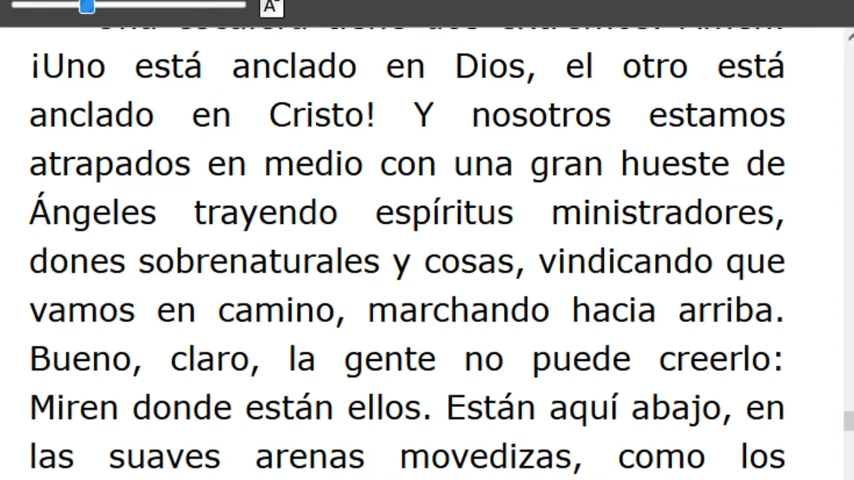 A
¡Uno está anclado en Dios, el otro está
anclado en Cristo! Y nosotros estamos
atrapados en medio con una gran hueste de
Ángeles trayendo espíritus ministradores,
dones sobrenaturales y cosas, vindicando que
vamos en camino, marchando hacia arriba.
Bueno, claro, la gente no puede creerlo:
Miren donde están ellos. Están aquí abajo, en
las suaves arenas movedizas, como los